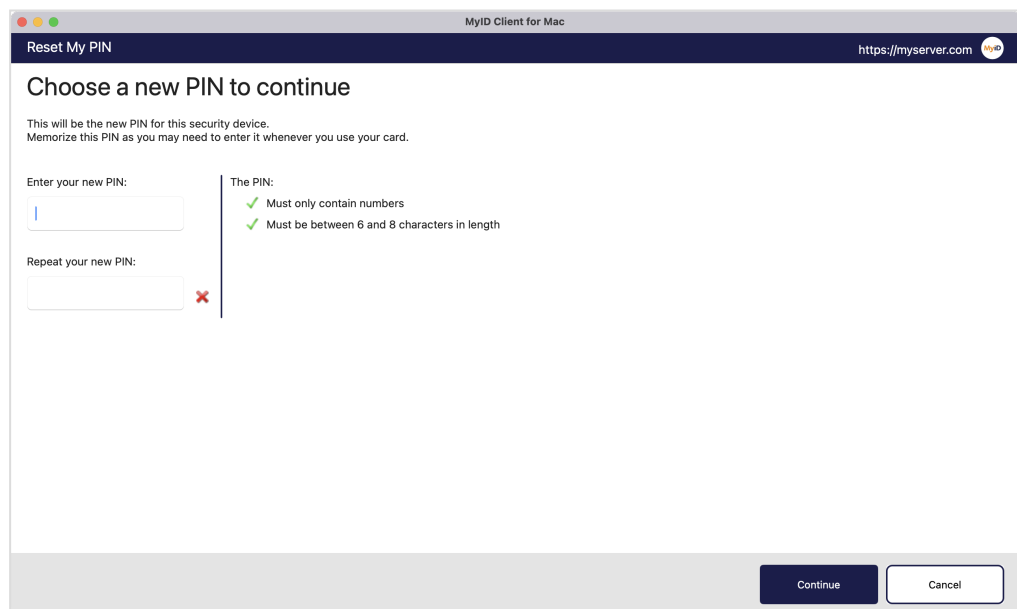 MyID Client for Mac
Reset My PIN
https://myserver.com
MyID
Choose a new PIN to continue
This will be the new PIN for this security device.
Memorize this PIN as you may need to enter it whenever you use your card.
Enter your new PIN:
Repeat your new PIN:
The PIN:
Must only contain numbers
Must be between 6 and 8 characters in length
Continue
Cancel